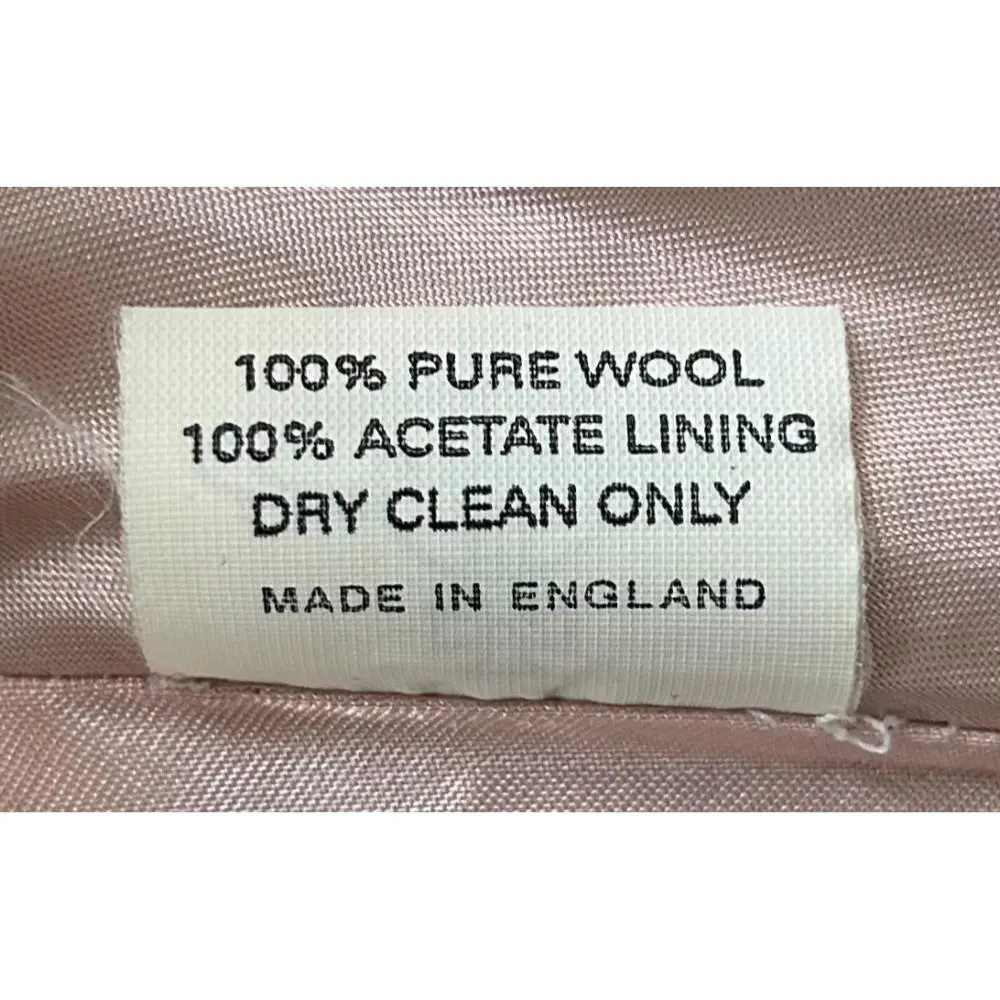 100% PURE WOOL
100% ACETATE LINING
DRY CLEAN ONLY
MADE IN ENGLAND